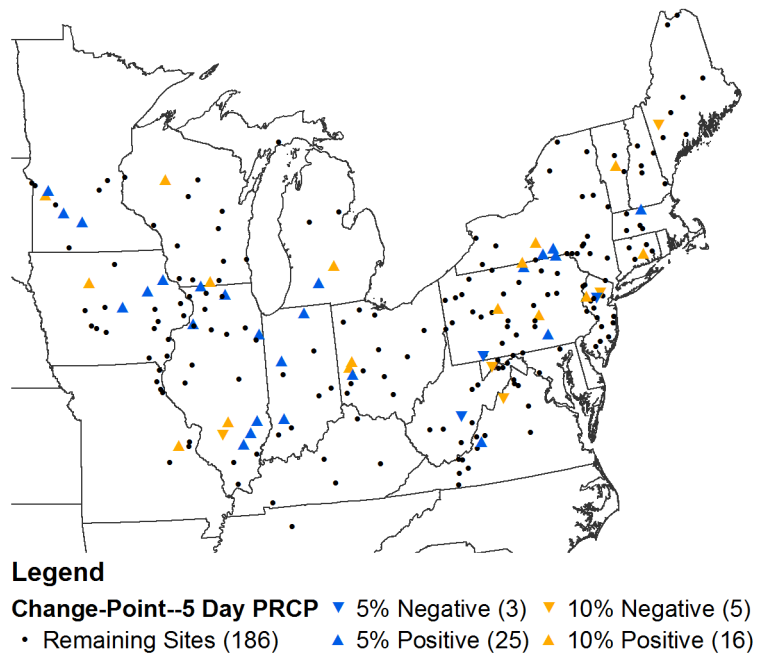 Legend
Change-Point--5 Day PRCP ▼ 5% Negative (3) ▼ 10% Negative (5)
• Remaining Sites (186) ▲ 5% Positive (25) ▲ 10% Positive (16)